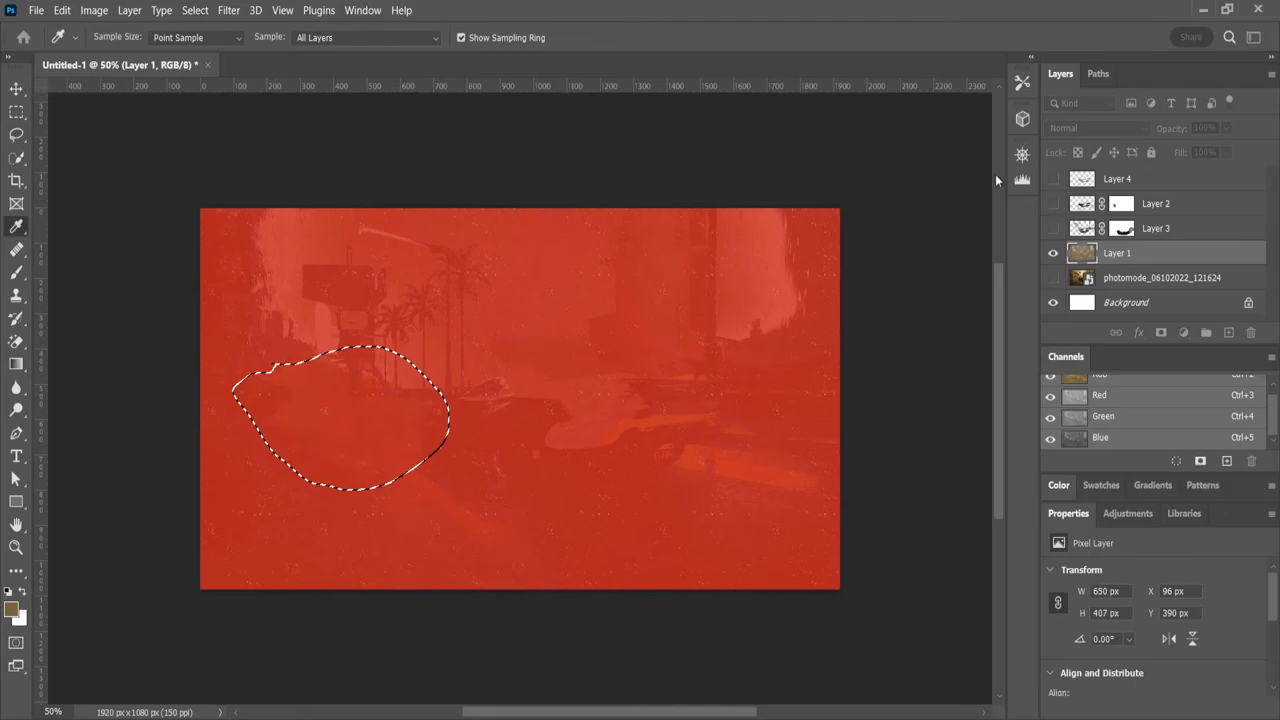 Ps File Edit Image Layer Type Select Filter 3D View Plugins Window Help
Sample Size: Point Sample Sample: All Layers Show Sampling Ring Share
Untitled-1 @ 50% (Layer 1, RGB/8) * ×
400 300 200 100 0 100 200 300 400 500 600 700 800 900 1000 1100 1200 1300 1400 1500 1600 1700 1800 1900 2000 2100 2200 2300
Layers Paths
Kind
Normal Opacity: 100%
Lock: Fill: 100%
Layer 4
Layer 2
Layer 3
Layer 1
photomode_06102022_121624
Background
Channels
RGB Ctrl+2
Red Ctrl+3
Green Ctrl+4
Blue Ctrl+5
Color Swatches Gradients Patterns
Properties Adjustments Libraries
Pixel Layer
Transform
W 650 px X 96 px
H 407 px Y 390 px
0.00°
Align and Distribute
Align:
50% 1920 px x 1080 px (150 ppi)